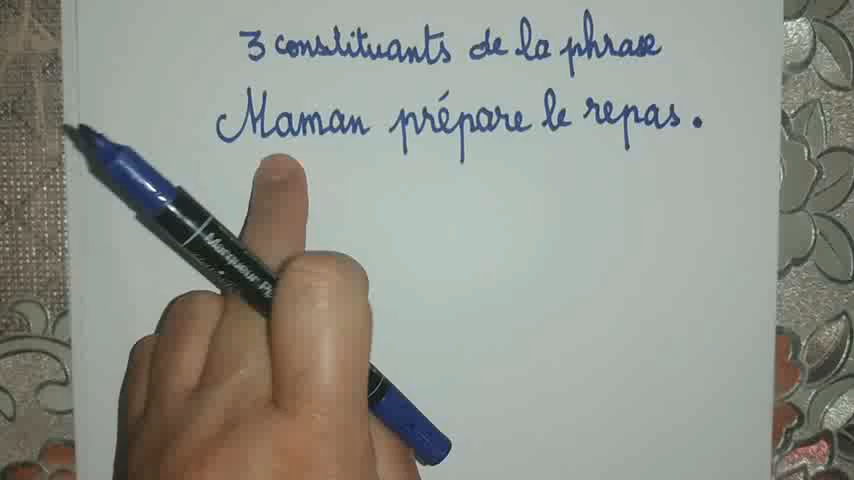 3 constituants de la phrase
Maman prépare le repas.
Marqueur